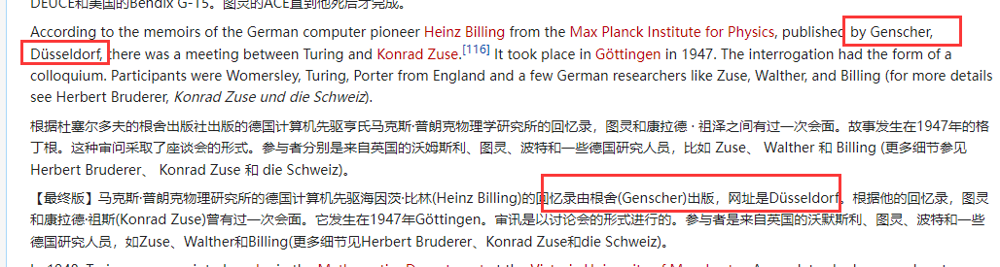 DEUCE和美国的Bendix G-15。图灵的ACE直到他死后才完成。
According to the memoirs of the German computer pioneer Heinz Billing from the Max Planck Institute for Physics, published by Genscher,
Düsseldorf, there was a meeting between Turing and Konrad Zuse.[116] It took place in Göttingen in 1947. The interrogation had the form of a
colloquium. Participants were Womersley, Turing, Porter from England and a few German researchers like Zuse, Walther, and Billing (for more details
see Herbert Bruderer, Konrad Zuse und die Schweiz).
根据杜塞尔多夫的根舍出版社出版的德国计算机先驱亨氏马克斯·普朗克物理学研究所的回忆录，图灵和康拉德 · 祖泽之间有过一次会面。故事发生在1947年的格
丁根。这种审问采取了座谈会的形式。参与者分别是来自英国的沃姆斯利、图灵、波特和一些德国研究人员，比如 Zuse、 Walther 和 Billing (更多细节参见
Herbert Bruderer、 Konrad Zuse 和 die Schweiz)。
【最终版】马克斯·普朗克物理研究所的德国计算机先驱海因茨·比林(Heinz Billing)的回忆录由根舍(Genscher)出版，网址是Düsseldorf。根据他的回忆录，图灵
和康拉德·祖斯(Konrad Zuse)曾有过一次会面。它发生在1947年Göttingen。审讯是以讨论会的形式进行的。参与者是来自英国的沃默斯利、图灵、波特和一些
德国研究人员，如Zuse、Walther和Billing(更多细节见Herbert Bruderer、Konrad Zuse和die Schweiz)。